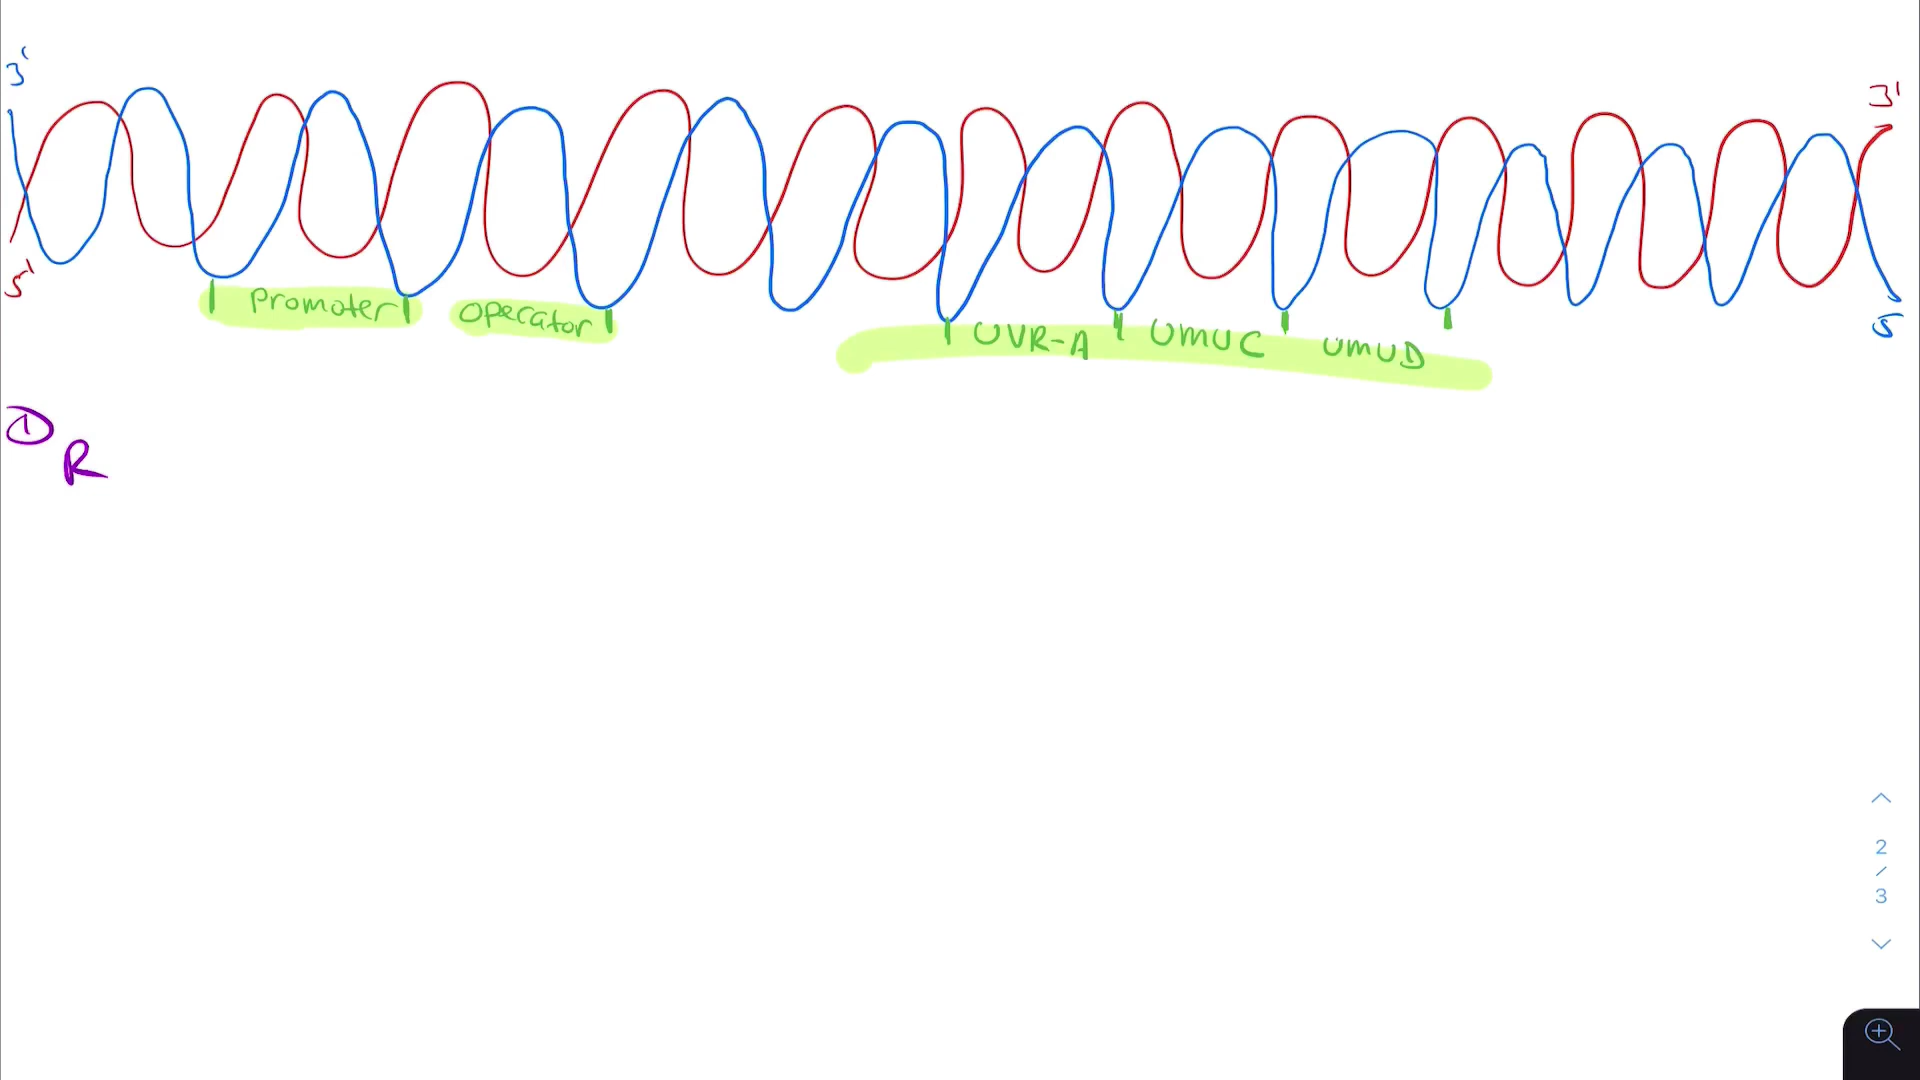 3'
3'
5'
5
Promoter
operator
UVR-A
UMUC
UMUD
①
R
2
/
3